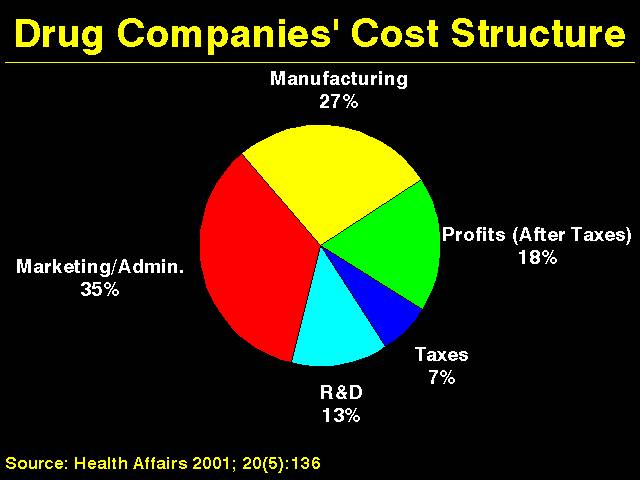 Drug Companies' Cost Structure
Manufacturing
27%
Profits (After Taxes)
18%
Marketing/Admin.
35%
Taxes
7%
R&D
13%
Source: Health Affairs 2001; 20(5):136